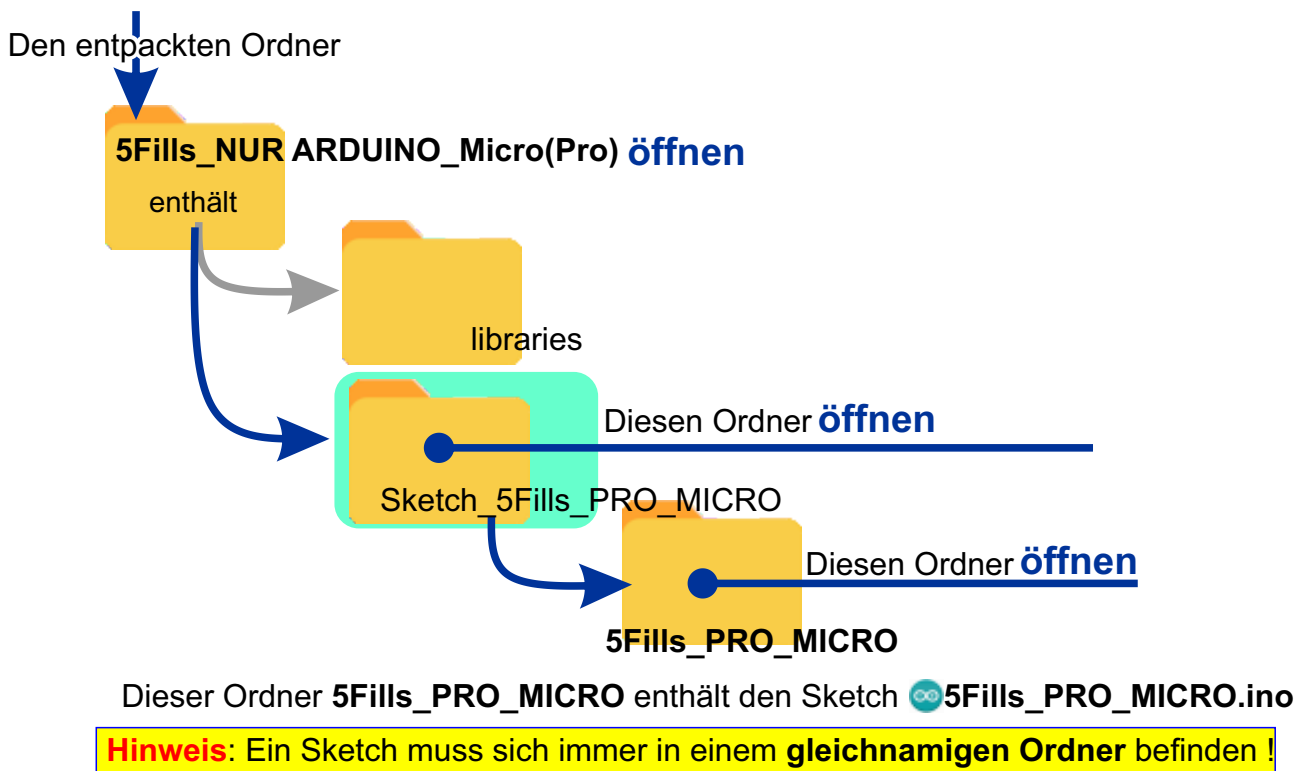 Den entpackten Ordner
5Fills_NUR ARDUINO_Micro(Pro) öffnen
enthält
libraries
Diesen Ordner öffnen
Sketch_5Fills_PRO_MICRO
Diesen Ordner öffnen
5Fills_PRO_MICRO
Dieser Ordner 5Fills_PRO_MICRO enthält den Sketch 5Fills_PRO_MICRO.ino
Hinweis: Ein Sketch muss sich immer in einem gleichnamigen Ordner befinden !